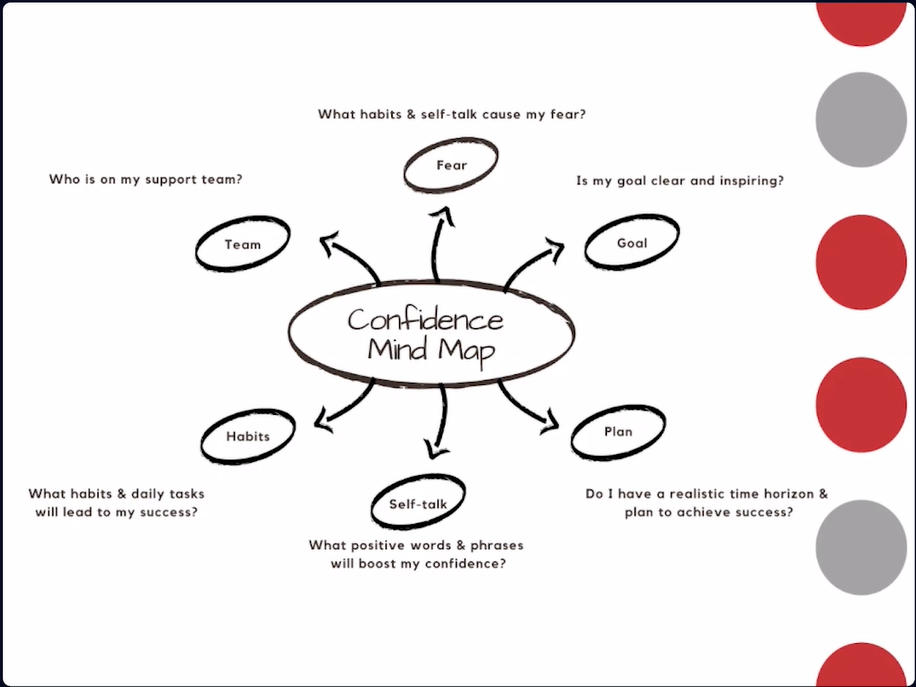 What habits & self-talk cause my fear?
Fear
Who is on my support team?
Team
Is my goal clear and inspiring?
Goal
Confidence
Mind Map
Habits
What habits & daily tasks
will lead to my success?
Self-talk
What positive words & phrases
will boost my confidence?
Plan
Do I have a realistic time horizon &
plan to achieve success?